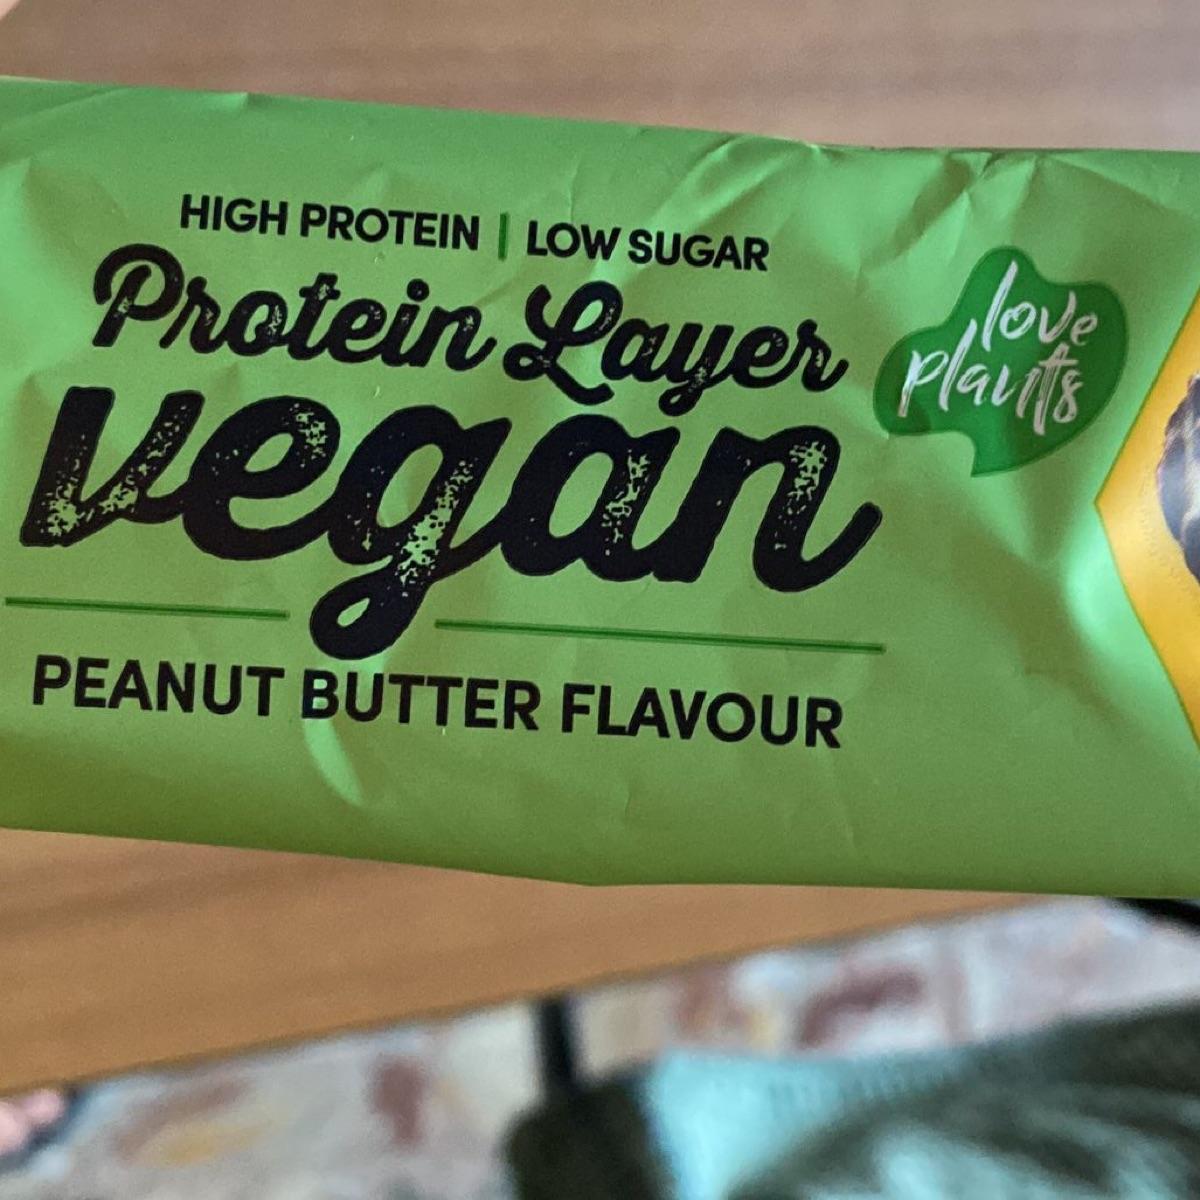 HIGH PROTEIN | LOW SUGAR
Protein Layer
vegan
PEANUT BUTTER FLAVOUR
love
plants